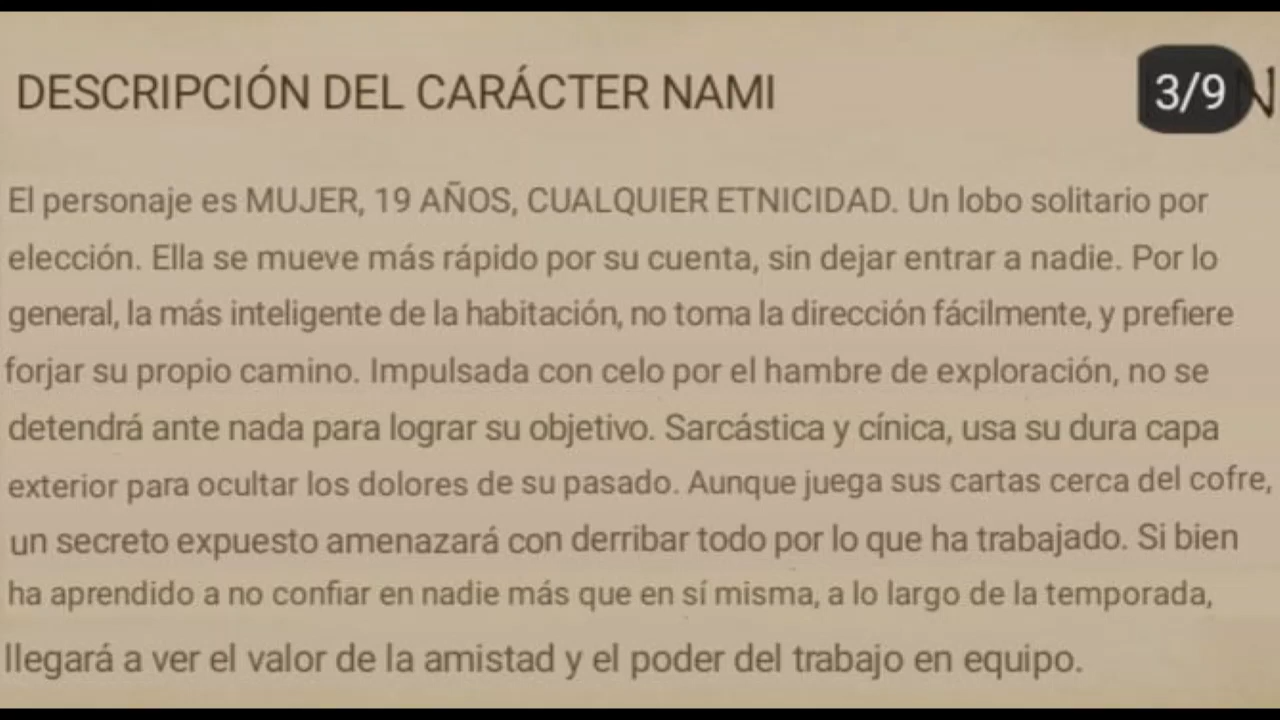 DESCRIPCIÓN DEL CARÁCTER NAMI
3/9
N
El personaje es MUJER, 19 AÑOS, CUALQUIER ETNICIDAD. Un lobo solitario por
elección. Ella se mueve más rápido por su cuenta, sin dejar entrar a nadie. Por lo
general, la más inteligente de la habitación, no toma la dirección fácilmente, y prefiere
forjar su propio camino. Impulsada con celo por el hambre de exploración, no se
detendrá ante nada para lograr su objetivo. Sarcástica y cínica, usa su dura capa
exterior para ocultar los dolores de su pasado. Aunque juega sus cartas cerca del cofre,
un secreto expuesto amenazará con derribar todo por lo que ha trabajado. Si bien
ha aprendido a no confiar en nadie más que en sí misma, a lo largo de la temporada,
llegará a ver el valor de la amistad y el poder del trabajo en equipo.